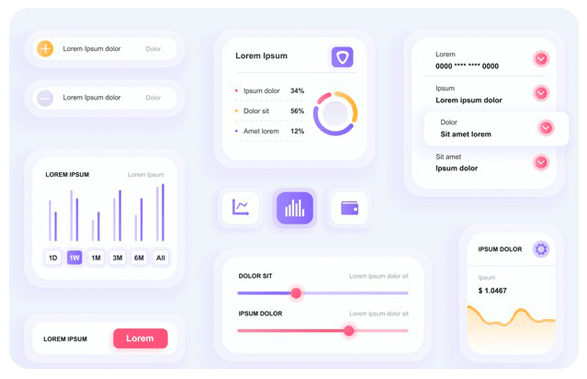 Lorem Ipsum dolor Dolor
Lorem Ipsum dolor Dolor
LOREM IPSUM Lorem Ipsum
1D 1W 1M 3M 6M All
LOREM IPSUM Lorem
Lorem Ipsum
Ipsum dolor 34%
Dolor sit 56%
Amet lorem 12%
DOLOR SIT Lorem ipsum dolor sit
IPSUM DOLOR Lorem ipsum dolor sit
Lorem
0000 **** **** 0000
Ipsum
Lorem ipsum dolor
Dolor
Sit amet lorem
Sit amet
Ipsum dolor
IPSUM DOLOR
Ipsum
$ 1.0467